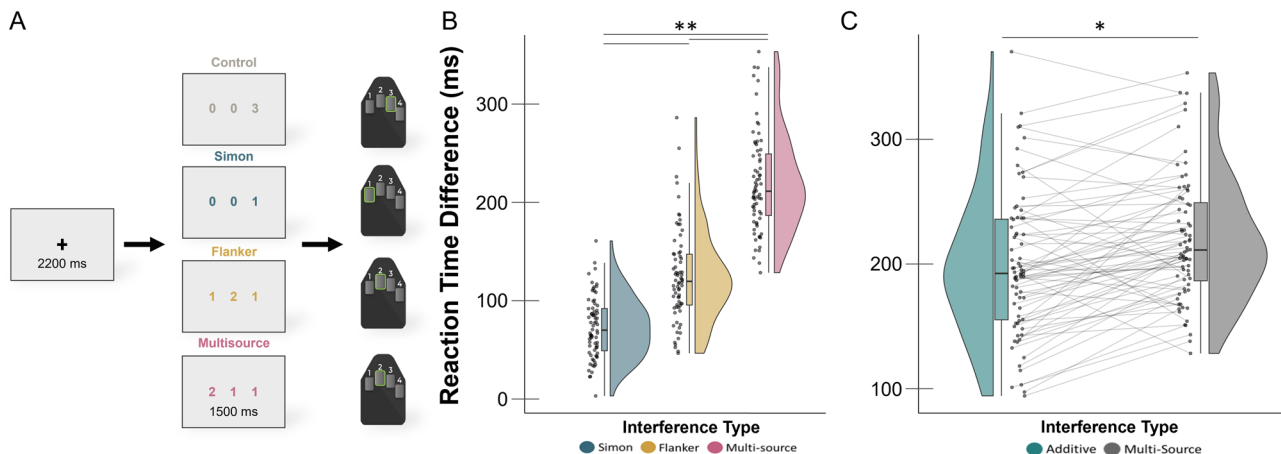 A
+
2200 ms
Control
0 0 3
1 2 3 4
Simon
0 0 1
1 2 3 4
Flanker
1 2 1
1 2 3 4
Multisource
2 1 1
1500 ms
1 2 3 4
B
**
Reaction Time Difference (ms)
300
200
100
0
Interference Type
Simon Flanker Multi-source
C
*
300
200
100
Interference Type
Additive Multi-Source